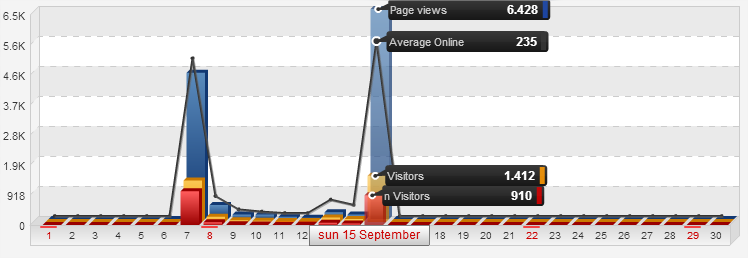 6.5K
5.6K
4.6K
3.7K
2.8K
1.9K
918
0
Page views 6.428
Average Online 235
Visitors 1.412
n Visitors 910
1 2 3 4 5 6 7 8 9 10 11 12 sun 15 September 18 19 20 21 22 23 24 25 26 27 28 29 30